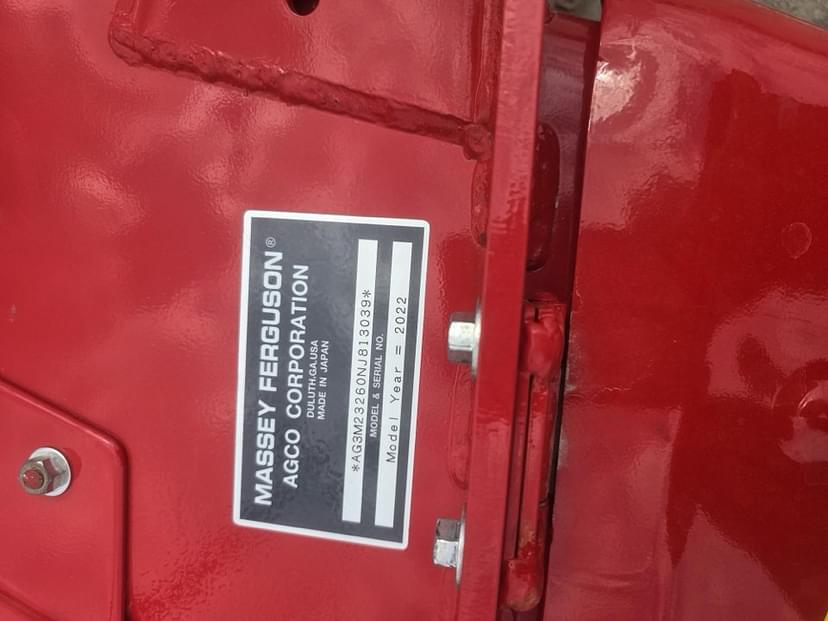 MASSEY FERGUSON®
AGCO CORPORATION
DULUTH,GA.USA
MADE IN JAPAN
*AG3M23260NJ813039*
MODEL & SERIAL NO.
Model Year = 2022